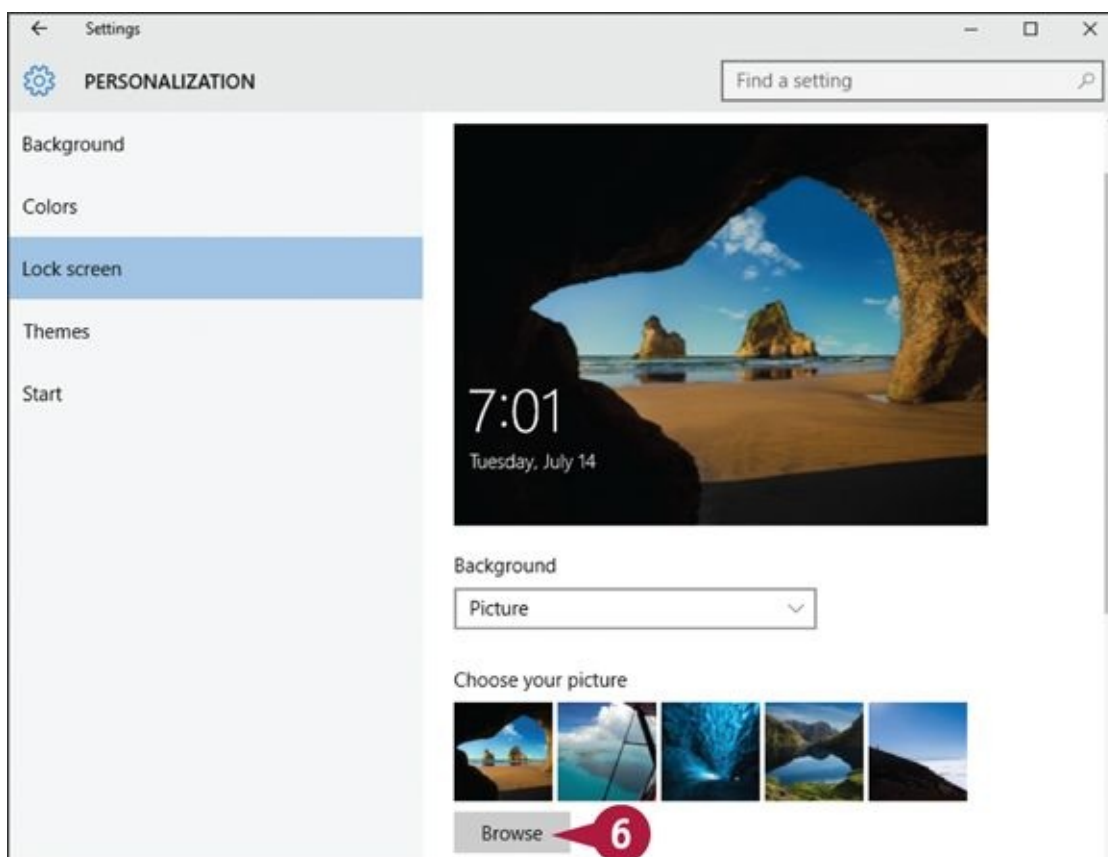 Settings
PERSONALIZATION
Find a setting
Background
Colors
Lock screen
Themes
Start
7:01
Tuesday, July 14
Background
Picture
Choose your picture
Browse
6